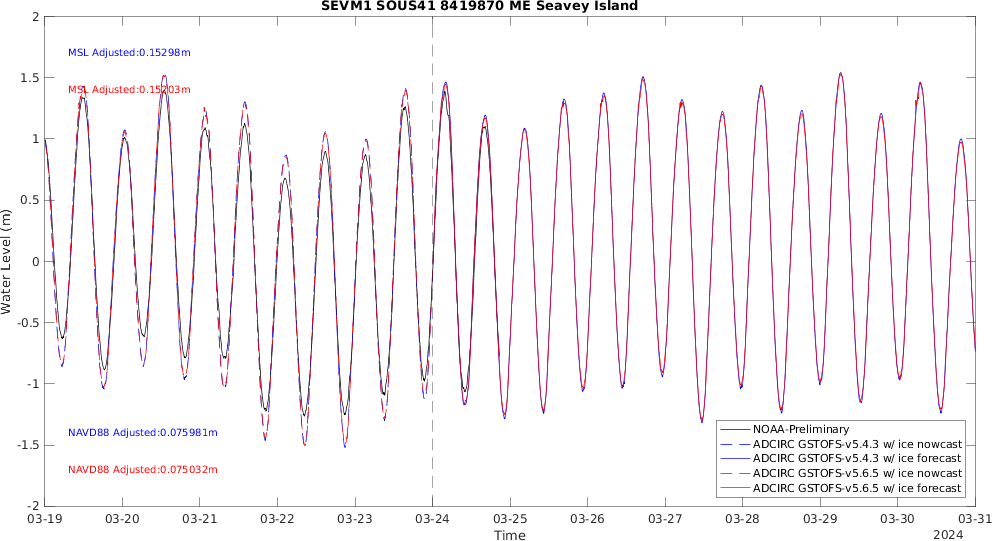 SEVM1 SOUS41 8419870 ME Seavey Island
2
1.5
1
0.5
0
-0.5
-1
-1.5
-2
Water Level (m)
MSL Adjusted:0.15298m
MSL Adjusted:0.15203m
NAVD88 Adjusted:0.075981m
NAVD88 Adjusted:0.075032m
NOAA-Preliminary
ADCIRC GSTOFS-v5.4.3 w/ ice nowcast
ADCIRC GSTOFS-v5.4.3 w/ ice forecast
ADCIRC GSTOFS-v5.6.5 w/ ice nowcast
ADCIRC GSTOFS-v5.6.5 w/ ice forecast
03-19 03-20 03-21 03-22 03-23 03-24 03-25 03-26 03-27 03-28 03-29 03-30 03-31
Time
2024